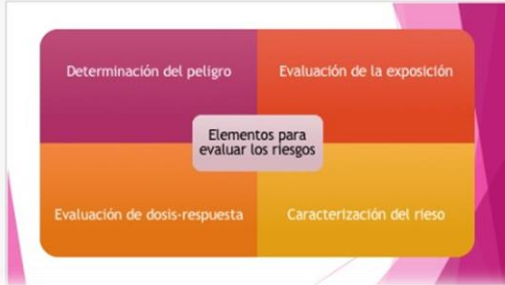 Determinación del peligro
Evaluación de la exposición
Elementos para
evaluar los riesgos
Evaluación de dosis-respuesta
Caracterización del rieso